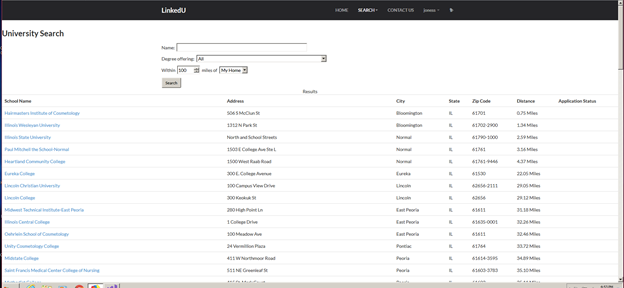 LinkedU HOME SEARCH CONTACT US
University Search
Name:
Degree offering: All
Within 100 miles of My Home
Search
Results
School Name Address City State Zip Code Distance Application Status
Hairmasters Institute of Cosmetology 506 S McClun St Bloomington IL 61701 0.75 Miles
Illinois Wesleyan University 1312 N Park St Bloomington IL 61702-2900 1.34 Miles
Illinois State University North and School Streets Normal IL 61790-1000 2.59 Miles
Paul Mitchell the School-Normal 1503 E College Ave Ste L Normal IL 61761 3.16 Miles
Heartland Community College 1500 West Raab Road Normal IL 61761-9446 4.37 Miles
Eureka College 300 E. College Avenue Eureka IL 61530 22.05 Miles
Lincoln Christian University 100 Campus View Drive Lincoln IL 62656-2111 29.05 Miles
Lincoln College 300 Keokuk St Lincoln IL 62656 29.12 Miles
Midwest Technical Institute-East Peoria 280 High Point Ln East Peoria IL 61611 31.18 Miles
Illinois Central College 1 College Drive East Peoria IL 61635-0001 32.26 Miles
Oehrlein School of Cosmetology 100 Meadow Ave East Peoria IL 61611 32.46 Miles
Unity Cosmetology College 24 Vermillion Plaza Pontiac IL 61764 33.72 Miles
Midstate College 411 W Northmoor Road Peoria IL 61614-3595 34.89 Miles
Saint Francis Medical Center College of Nursing 511 NE Greenleaf St Peoria IL 61603-3783 35.10 Miles